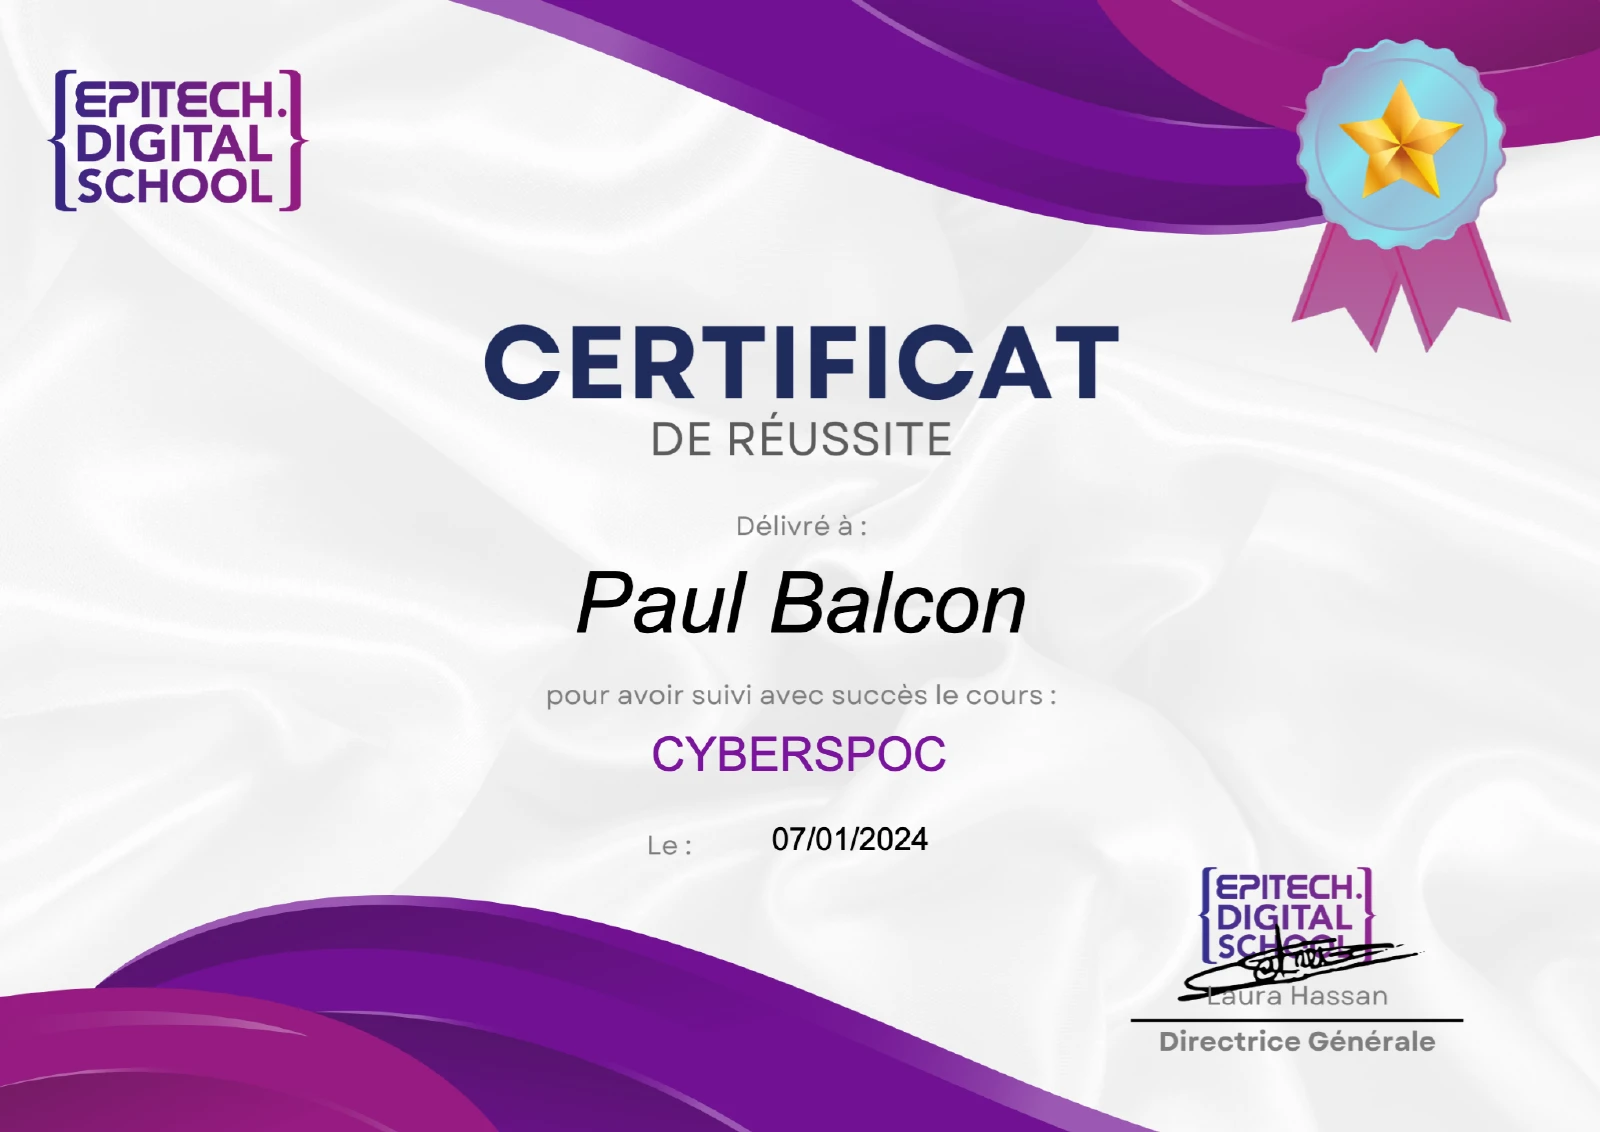 EPITECH.
DIGITAL
SCHOOL
CERTIFICAT
DE RÉUSSITE
Délivré à :
Paul Balcon
pour avoir suivi avec succès le cours :
CYBERSPOC
Le : 07/01/2024
EPITECH.
DIGITAL
SCHOOL
Laura Hassan
Directrice Générale